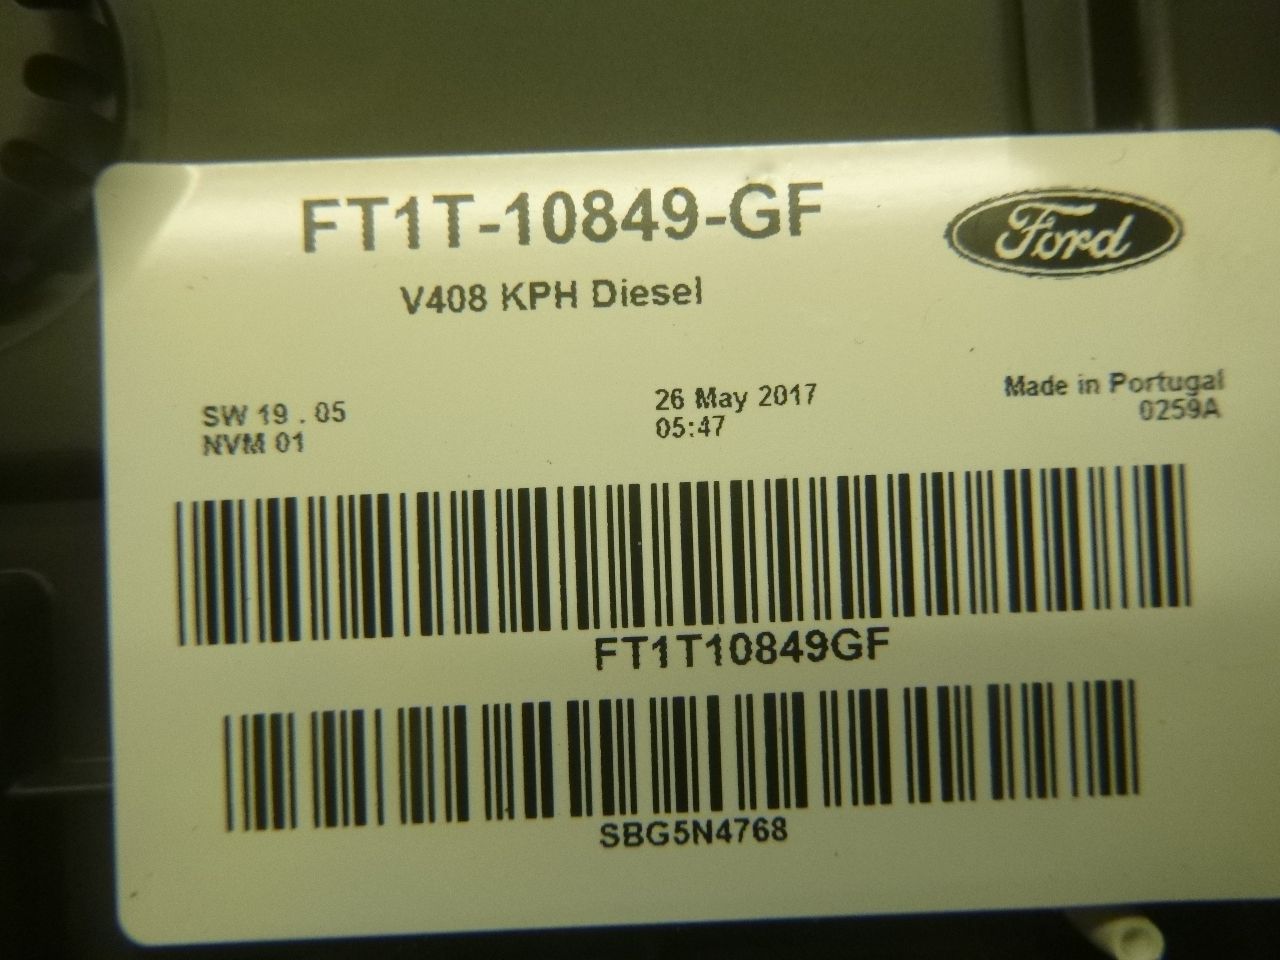 FT1T-10849-GF
Ford
V408 KPH Diesel
SW 19 . 05
NVM 01
26 May 2017
05:47
Made in Portugal
0259A
FT1T10849GF
SBG5N4768